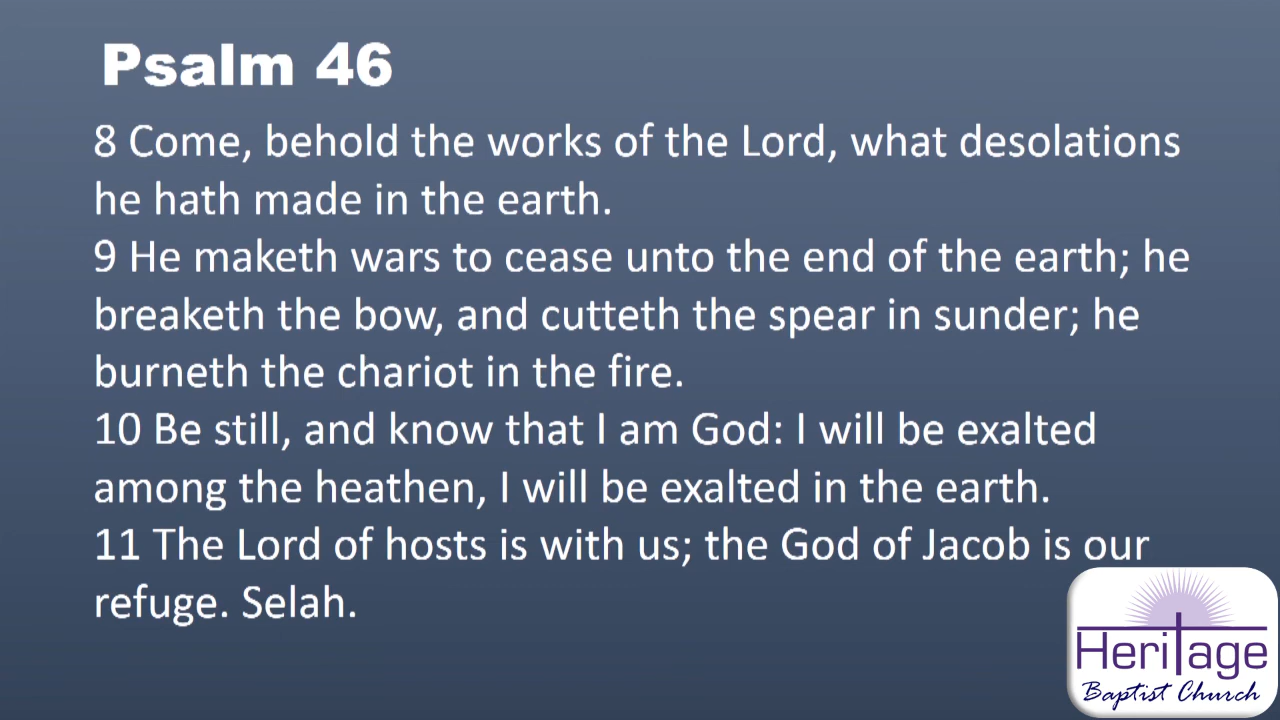 Psalm 46
8 Come, behold the works of the Lord, what desolations
he hath made in the earth.
9 He maketh wars to cease unto the end of the earth; he
breaketh the bow, and cutteth the spear in sunder; he
burneth the chariot in the fire.
10 Be still, and know that I am God: I will be exalted
among the heathen, I will be exalted in the earth.
11 The Lord of hosts is with us; the God of Jacob is our
refuge. Selah.
Heritage
Baptist Church